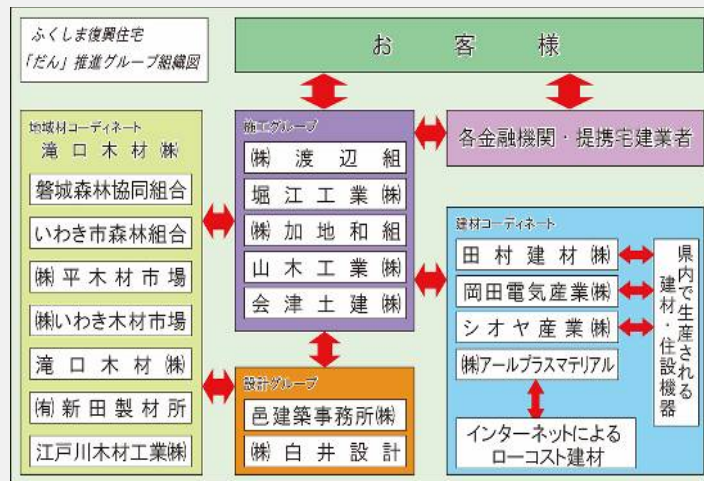 ふくしま復興住宅
「だん」推進グループ組織図
お客様
地域材コーディネート
滝口木材㈱
磐城森林協同組合
いわき市森林組合
㈱平木材市場
㈱いわき木材市場
滝口木材㈱
㈲新田製材所
江戸川木材工業㈱
施工グループ
㈱渡辺組
堀江工業㈱
㈱加地和組
山木工業㈱
会津土建㈱
設計グループ
邑建築事務所㈱
㈱白井設計
各金融機関・提携宅建業者
建材コーディネート
田村建材㈱
岡田電気産業㈱
シオヤ産業㈱
㈱アールプラスマテリアル
県内で生産される
建材・住設機器
インターネットによる
ローコスト建材